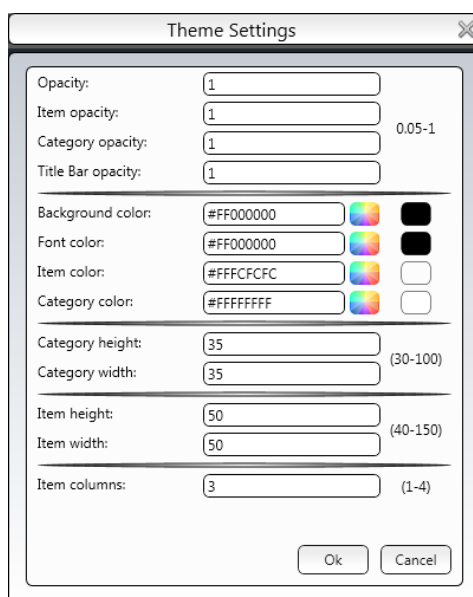 Theme Settings
Opacity: 1
Item opacity: 1
0.05-1
Category opacity: 1
Title Bar opacity: 1
Background color: #FF000000
Font color: #FF000000
Item color: #FFFCFCFC
Category color: #FFFFFFFF
Category height: 35
(30-100)
Category width: 35
Item height: 50
(40-150)
Item width: 50
Item columns: 3 (1-4)
Ok Cancel